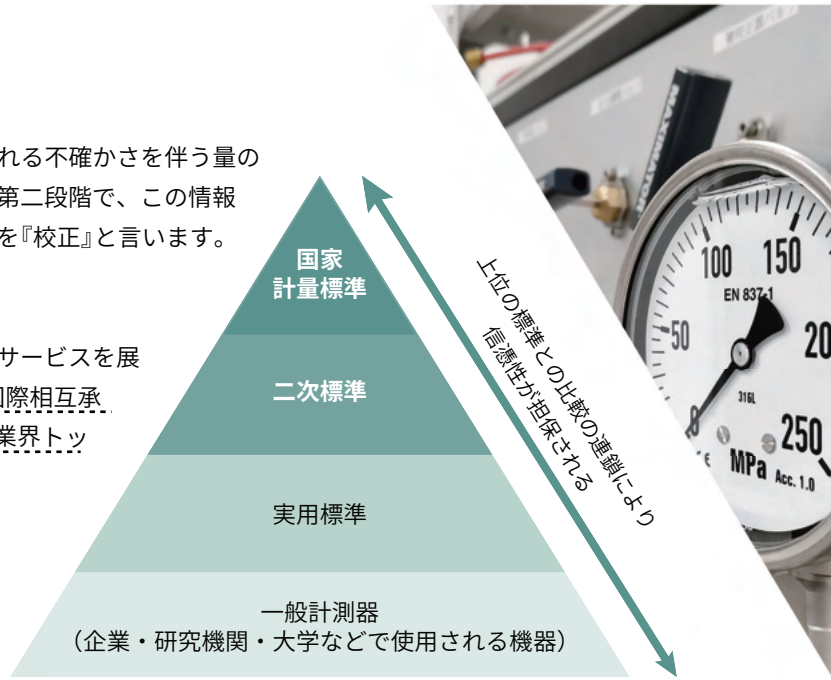 れる不確かさを伴う量の
第二段階で、この情報
を『校正』と言います。
サービスを展
国際相互承
業界トッ
国家
計量標準
二次標準
実用標準
一般計測器
（企業・研究機関・大学などで使用される機器）
上位の標準との比較の連鎖により
信憑性が担保される
MAXIMATOR
100
150
EN 837-1
50
20
316L
0
250
MPa
Acc. 1.0